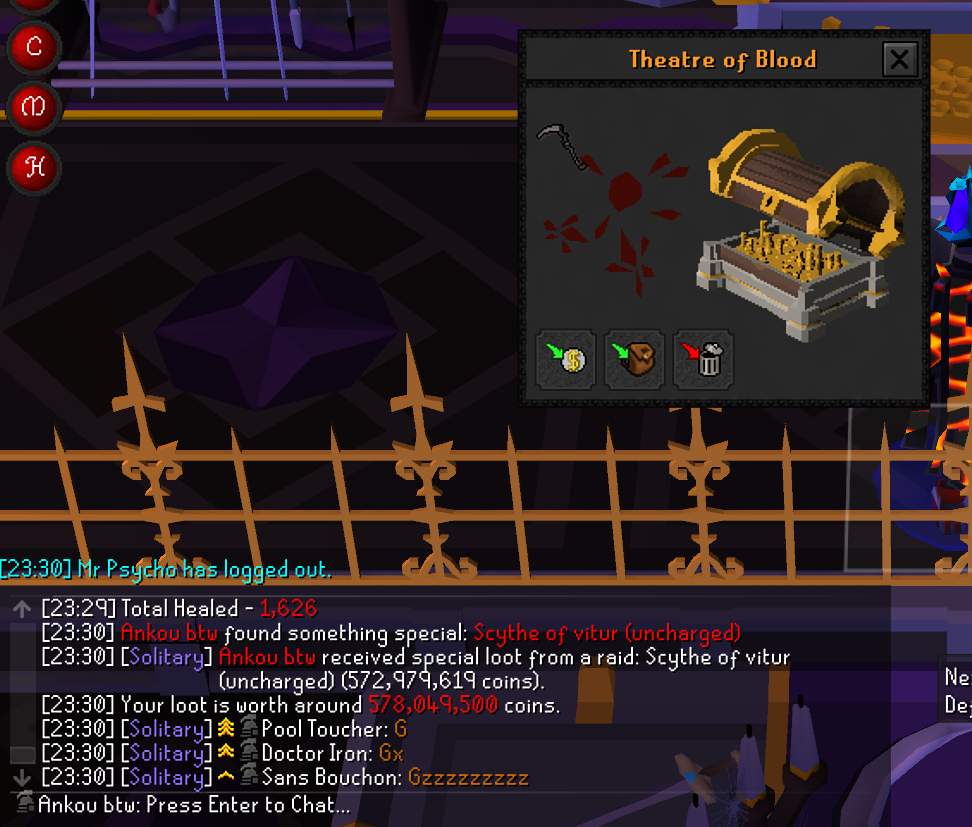 C
M
H
Theatre of Blood
[23:30] Mr Psycho has logged out.
[23:29] Total Healed - 1,626
[23:30] Ankou btw found something special: Scythe of vitur (uncharged)
[23:30] [Solitary] Ankou btw received special loot from a raid: Scythe of vitur
(uncharged) (572,979,619 coins).
[23:30] Your loot is worth around 578,049,500 coins.
[23:30] [Solitary] Pool Toucher: G
[23:30] [Solitary] Doctor Iron: Gx
[23:30] [Solitary] Sans Bouchon: Gzzzzzzzzz
Ankou btw: Press Enter to Chat...